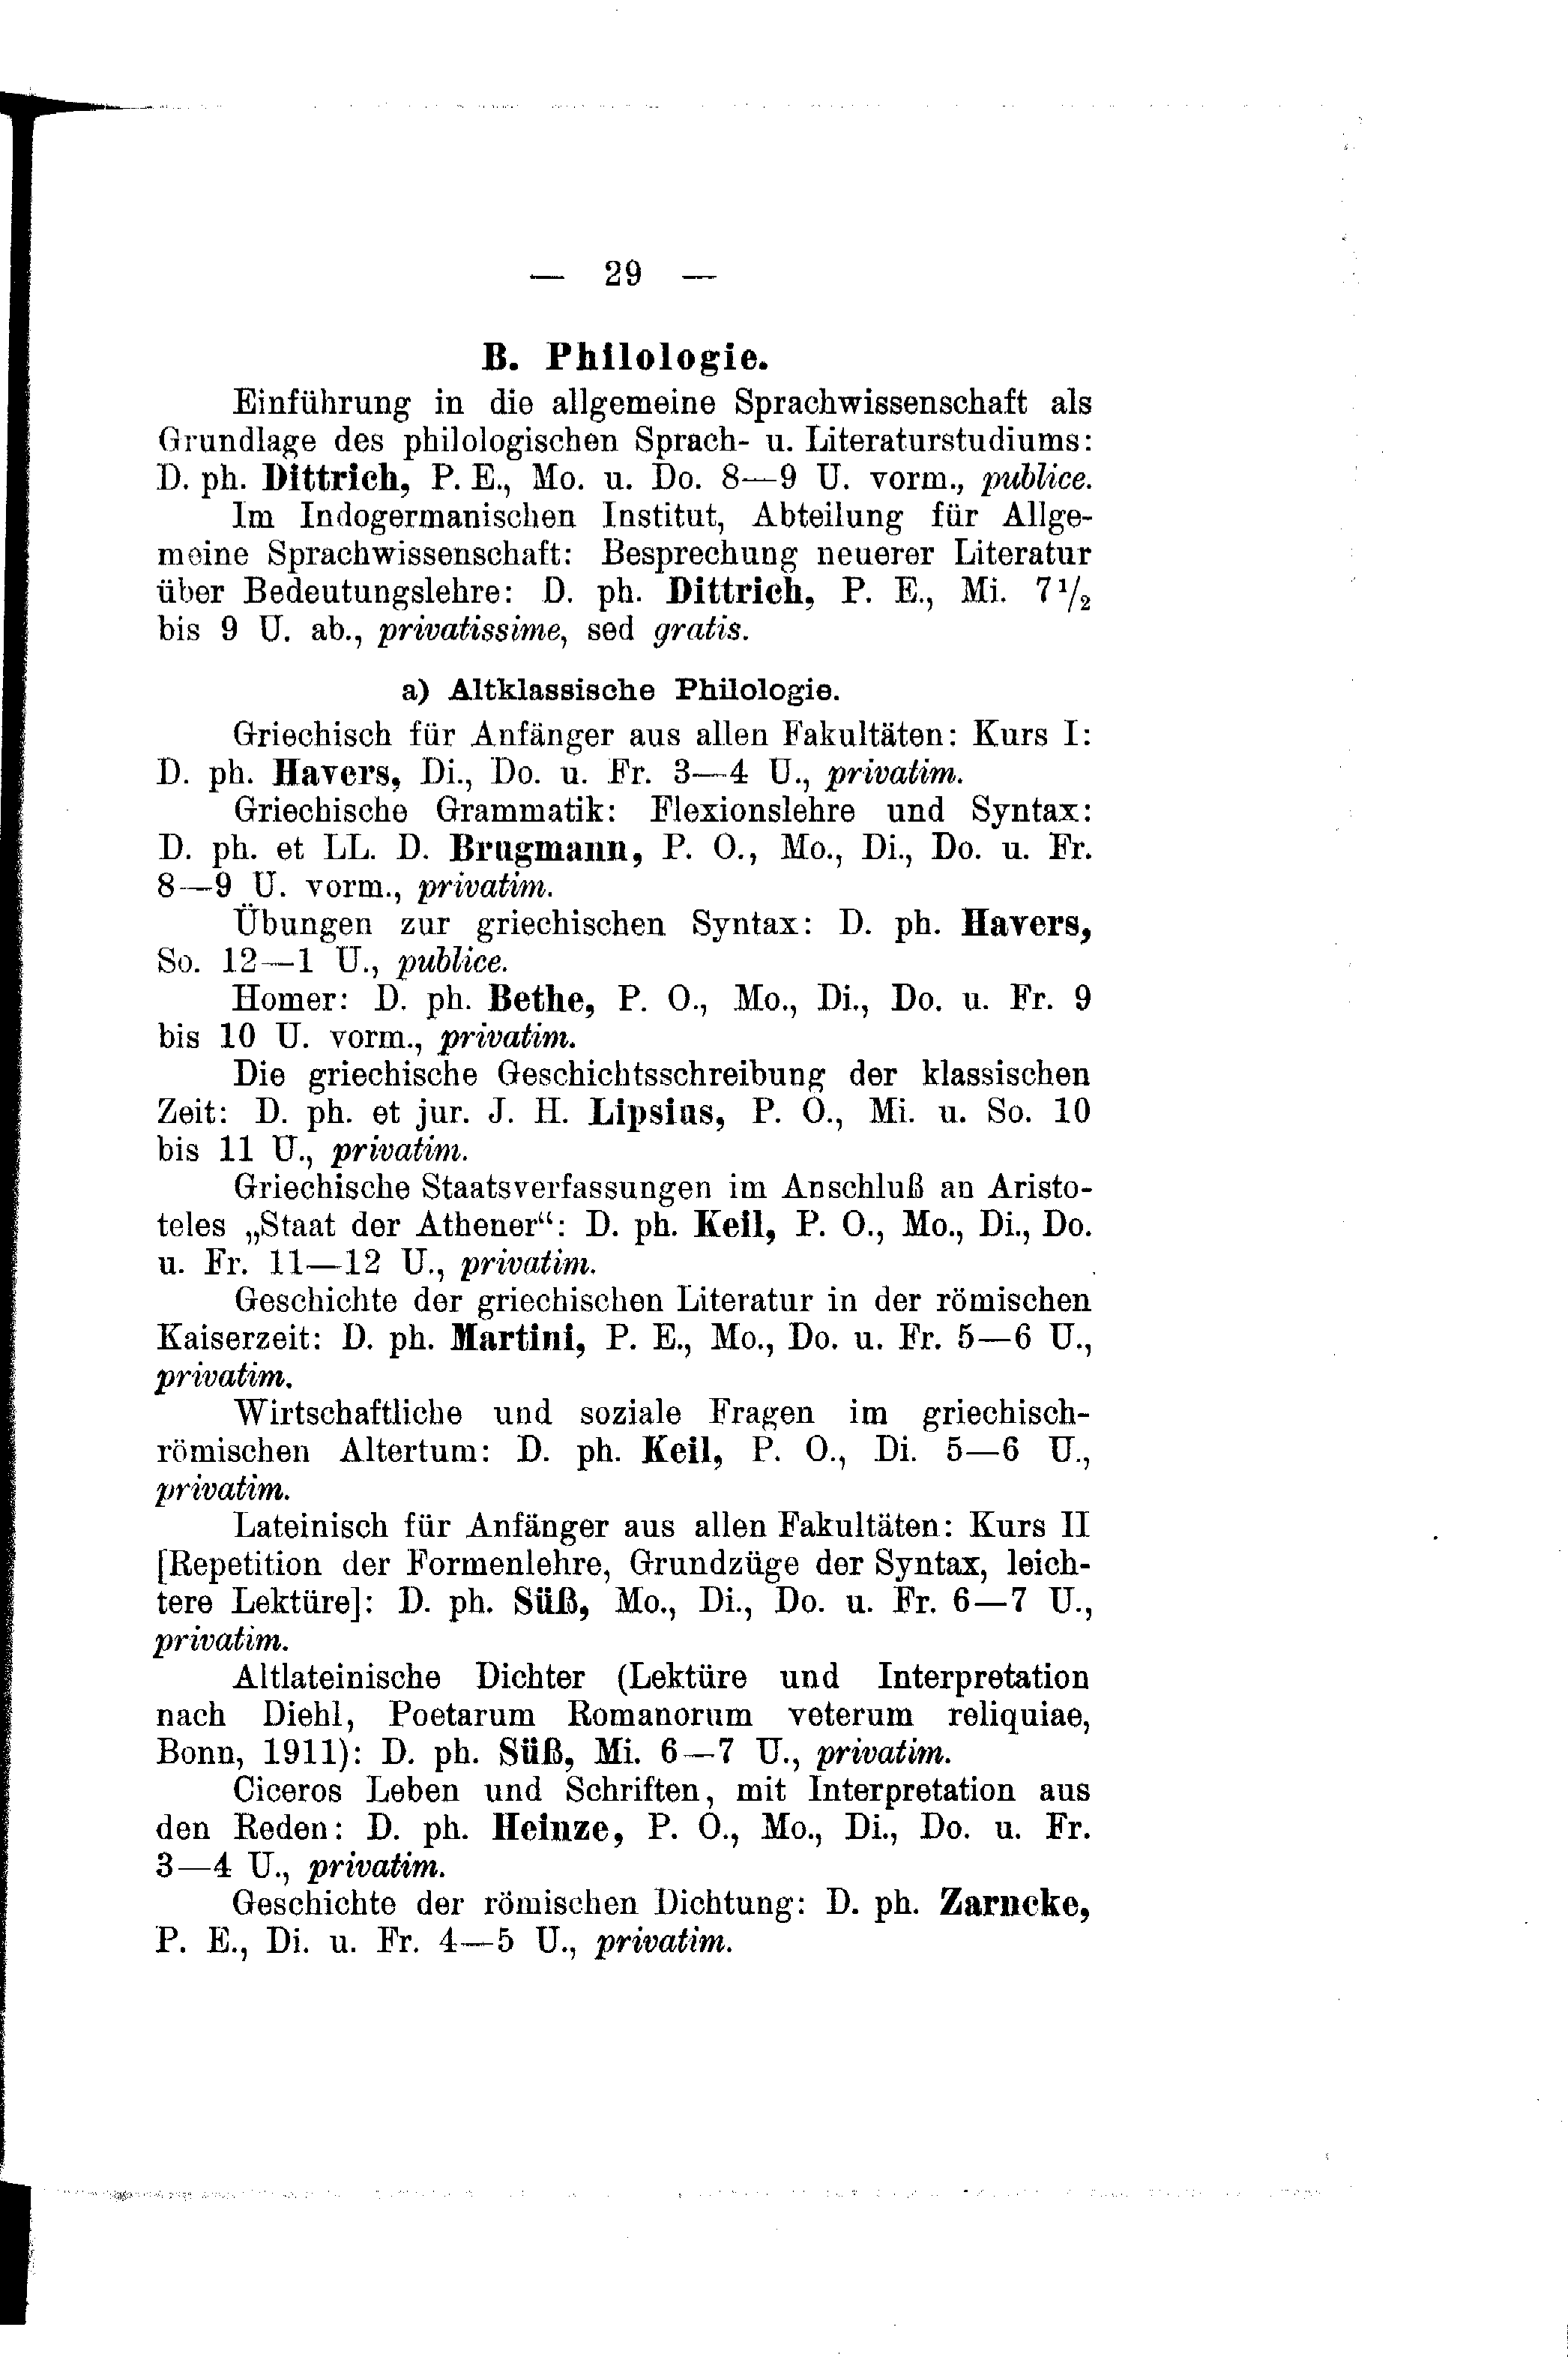 — 29 —
B. Philologie.
Einführung in die allgemeine Sprachwissenschaft als
Grundlage des philologischen Sprach- u. Literaturstudiums:
D. ph. Dittrich, P. E., Mo. u. Do. 8—9 U. vorm., publice.
Im Indogermanischen Institut, Abteilung für Allge-
meine Sprachwissenschaft: Besprechung neuerer Literatur
über Bedeutungslehre: D. ph. Dittrich, P. E., Mi. 7 1/2
bis 9 U. ab., privatissime, sed gratis.
a) Altklassische Philologie.
Griechisch für Anfänger aus allen Fakultäten: Kurs I:
D. ph. Havers, Di., Do. u. Fr. 3—4 U., privatim.
Griechische Grammatik: Flexionslehre und Syntax:
D. ph. et LL. D. Brugmann, P. O., Mo., Di., Do. u. Fr.
8—9 U. vorm., privatim.
Übungen zur griechischen Syntax: D. ph. Havers,
So. 12—1 U., publice.
Homer: D. ph. Bethe, P. O., Mo., Di., Do. u. Fr. 9
bis 10 U. vorm., privatim.
Die griechische Geschichtsschreibung der klassischen
Zeit: D. ph. et jur. J. H. Lipsius, P. O., Mi. u. So. 10
bis 11 U., privatim.
Griechische Staatsverfassungen im Anschluß an Aristo-
teles „Staat der Athener“: D. ph. Keil, P. O., Mo., Di., Do.
u. Fr. 11—12 U., privatim.
Geschichte der griechischen Literatur in der römischen
Kaiserzeit: D. ph. Martini, P. E., Mo., Do. u. Fr. 5—6 U.,
privatim.
Wirtschaftliche und soziale Fragen im griechisch-
römischen Altertum: D. ph. Keil, P. O., Di. 5—6 U.,
privatim.
Lateinisch für Anfänger aus allen Fakultäten: Kurs II
[Repetition der Formenlehre, Grundzüge der Syntax, leich-
tere Lektüre]: D. ph. Süß, Mo., Di., Do. u. Fr. 6—7 U.,
privatim.
Altlateinische Dichter (Lektüre und Interpretation
nach Diehl, Poetarum Romanorum veterum reliquiae,
Bonn, 1911): D. ph. Süß, Mi. 6—7 U., privatim.
Ciceros Leben und Schriften, mit Interpretation aus
den Reden: D. ph. Heinze, P. O., Mo., Di., Do. u. Fr.
3—4 U., privatim.
Geschichte der römischen Dichtung: D. ph. Zarncke,
P. E., Di. u. Fr. 4—5 U., privatim.